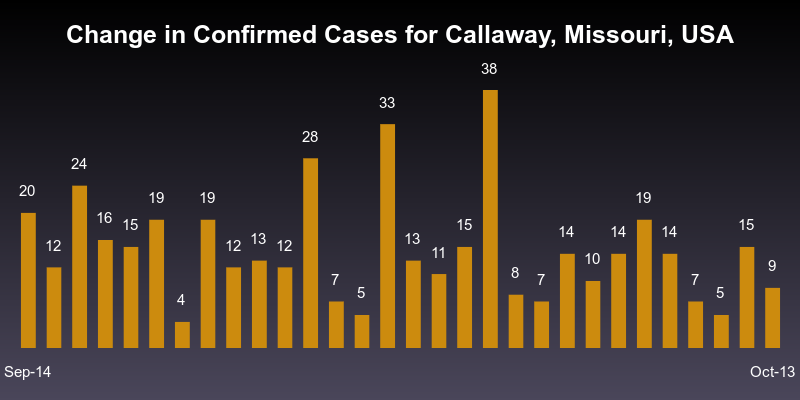 Change in Confirmed Cases for Callaway, Missouri, USA
20 12 24 16 15 19 4 19 12 13 12 28 7 5 33 13 11 15 38 8 7 14 10 14 19 14 7 5 15 9
Sep-14 Oct-13